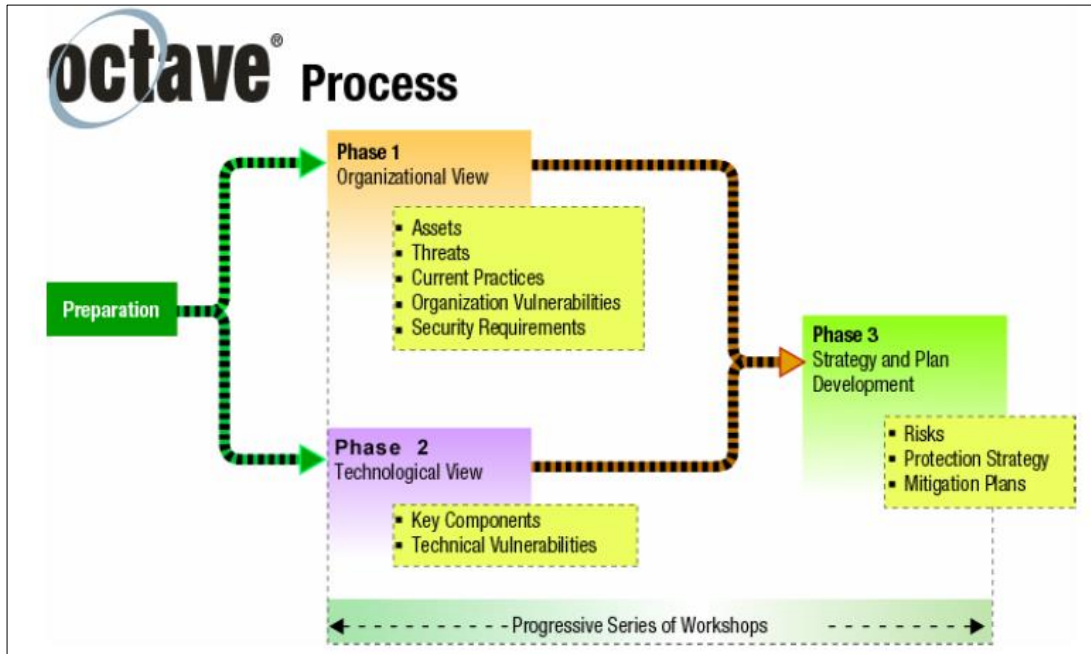 octave® Process
Phase 1
Organizational View
▪ Assets
▪ Threats
▪ Current Practices
▪ Organization Vulnerabilities
▪ Security Requirements
Preparation
Phase 3
Strategy and Plan
Development
▪ Risks
▪ Protection Strategy
▪ Mitigation Plans
Phase 2
Technological View
▪ Key Components
▪ Technical Vulnerabilities
Progressive Series of Workshops